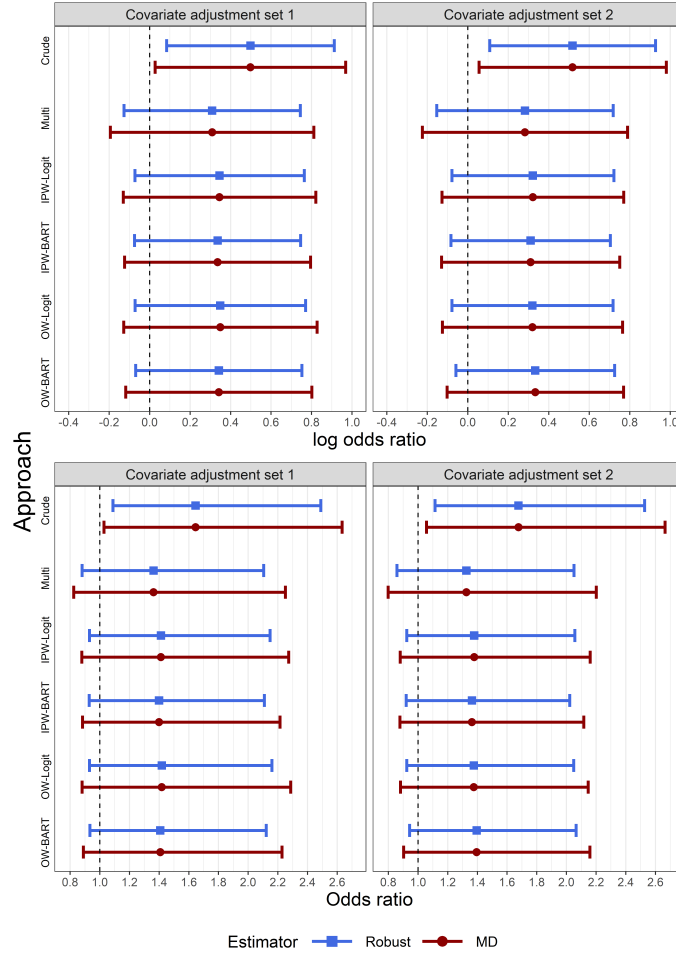 Covariate adjustment set 1
Covariate adjustment set 2
Crude
Multi
IPW-Logit
IPW-BART
OW-Logit
OW-BART
-0.4 -0.2 0.0 0.2 0.4 0.6 0.8 1.0
-0.4 -0.2 0.0 0.2 0.4 0.6 0.8 1.0
log odds ratio
Approach
Covariate adjustment set 1
Covariate adjustment set 2
Crude
Multi
IPW-Logit
IPW-BART
OW-Logit
OW-BART
0.8 1.0 1.2 1.4 1.6 1.8 2.0 2.2 2.4 2.6
0.8 1.0 1.2 1.4 1.6 1.8 2.0 2.2 2.4 2.6
Odds ratio
Estimator Robust MD